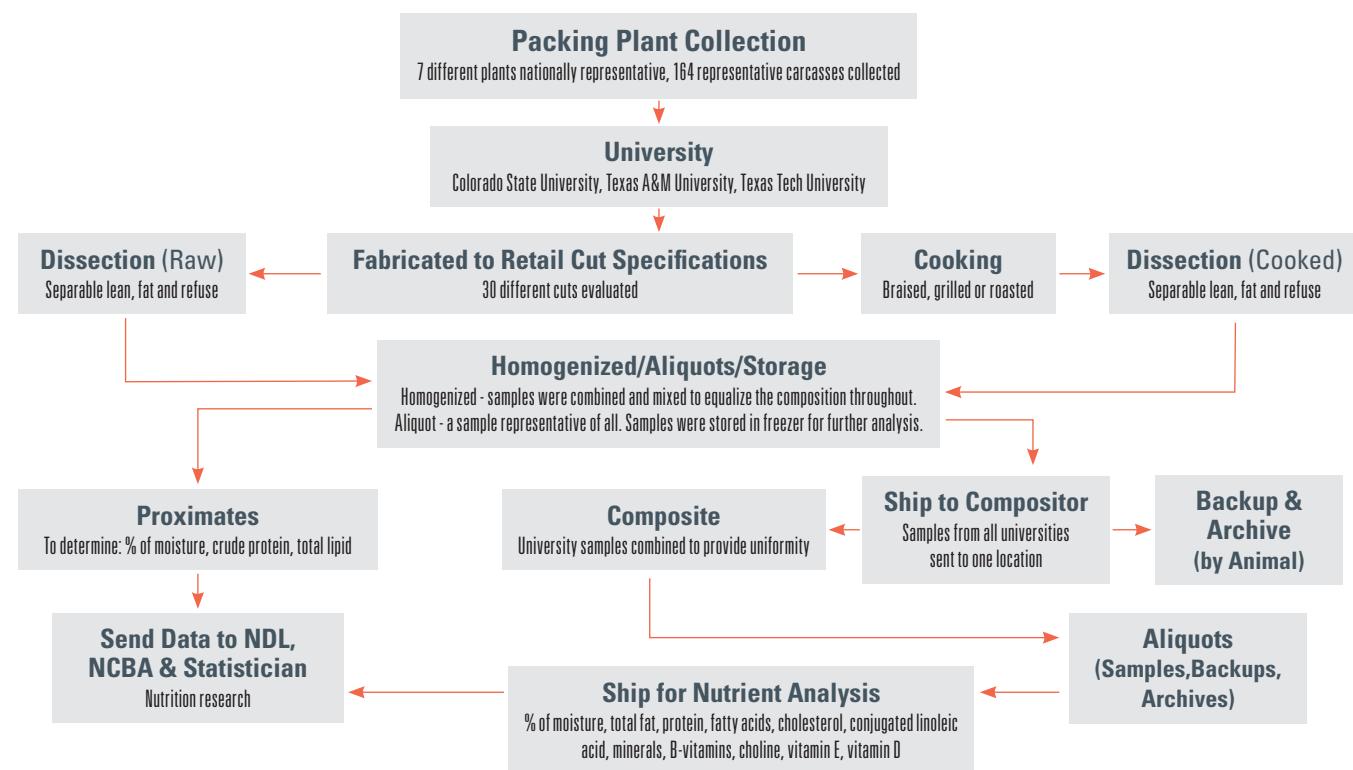 Packing Plant Collection
7 different plants nationally representative, 164 representative carcasses collected
University
Colorado State University, Texas A&M University, Texas Tech University
Dissection (Raw)
Separable lean, fat and refuse
Fabricated to Retail Cut Specifications
30 different cuts evaluated
Cooking
Braised, grilled or roasted
Dissection (Cooked)
Separable lean, fat and refuse
Homogenized/Aliquots/Storage
Homogenized - samples were combined and mixed to equalize the composition throughout.
Aliquot - a sample representative of all. Samples were stored in freezer for further analysis.
Proximates
To determine: % of moisture, crude protein, total lipid
Composite
University samples combined to provide uniformity
Ship to Compositor
Samples from all universities
sent to one location
Backup &
Archive
(by Animal)
Send Data to NDL,
NCBA & Statistician
Nutrition research
Aliquots
(Samples,Backups,
Archives)
Ship for Nutrient Analysis
% of moisture, total fat, protein, fatty acids, cholesterol, conjugated linoleic
acid, minerals, B-vitamins, choline, vitamin E, vitamin D